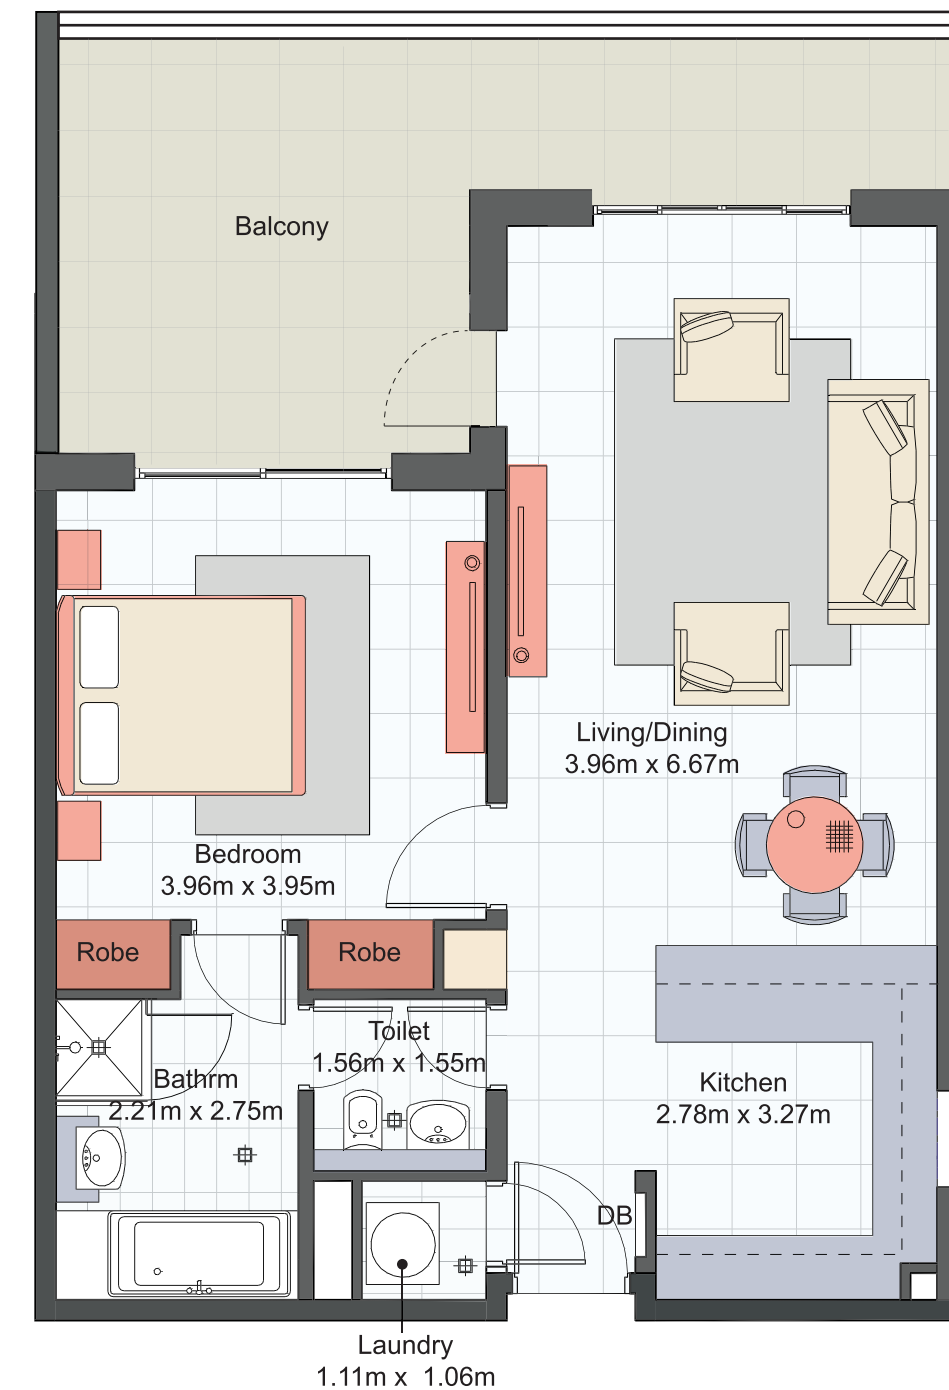 Balcony
Living/Dining
3.96m x 6.67m
Bedroom
3.96m x 3.95m
Robe
Robe
Toilet
1.56m x 1.55m
Bathrm
2.21m x 2.75m
Kitchen
2.78m x 3.27m
DB
Laundry
1.11m x 1.06m